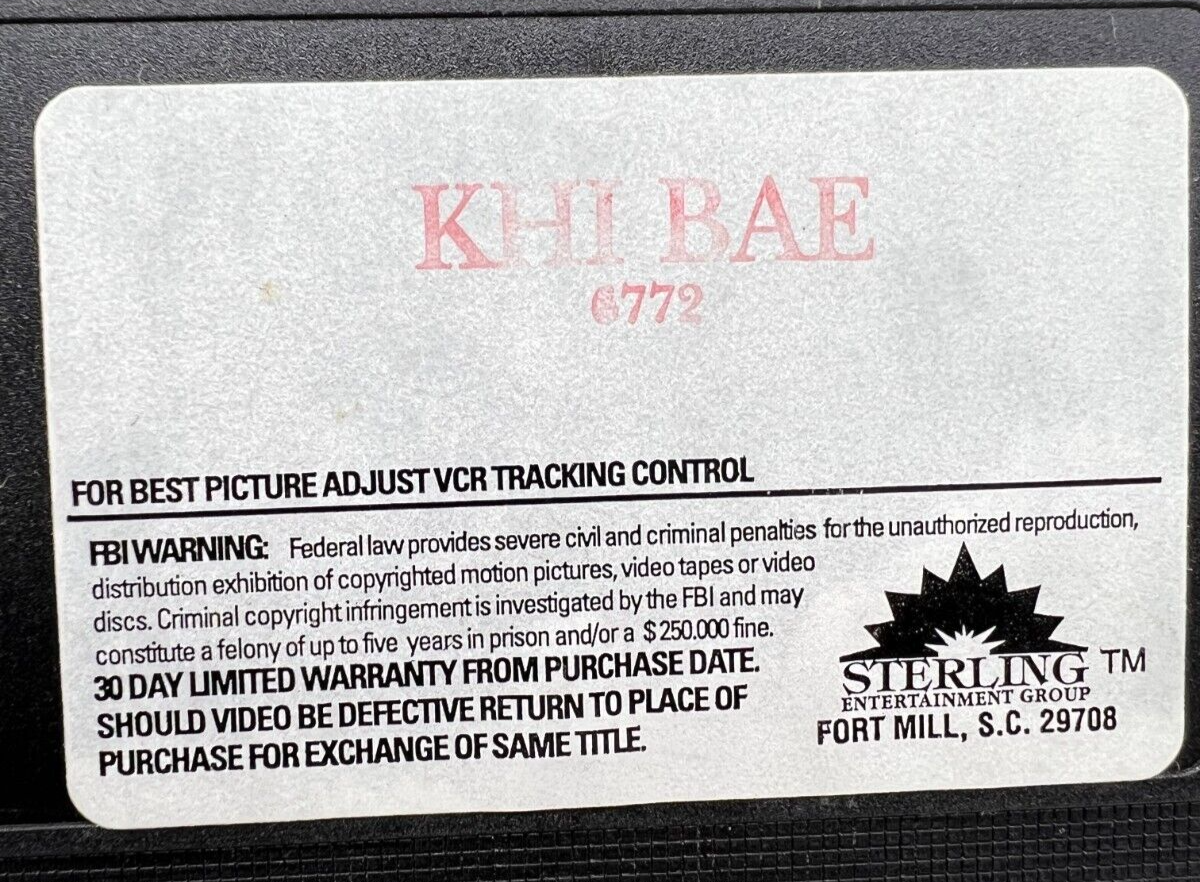 KHI BAE
6772
FOR BEST PICTURE ADJUST VCR TRACKING CONTROL
FBI WARNING: Federal law provides severe civil and criminal penalties for the unauthorized reproduction,
distribution exhibition of copyrighted motion pictures, video tapes or video
discs. Criminal copyright infringement is investigated by the FBI and may
constitute a felony of up to five years in prison and/or a $250.000 fine.
30 DAY LIMITED WARRANTY FROM PURCHASE DATE.
SHOULD VIDEO BE DEFECTIVE RETURN TO PLACE OF
PURCHASE FOR EXCHANGE OF SAME TITLE.
STERLING TM
ENTERTAINMENT GROUP
FORT MILL, S.C. 29708